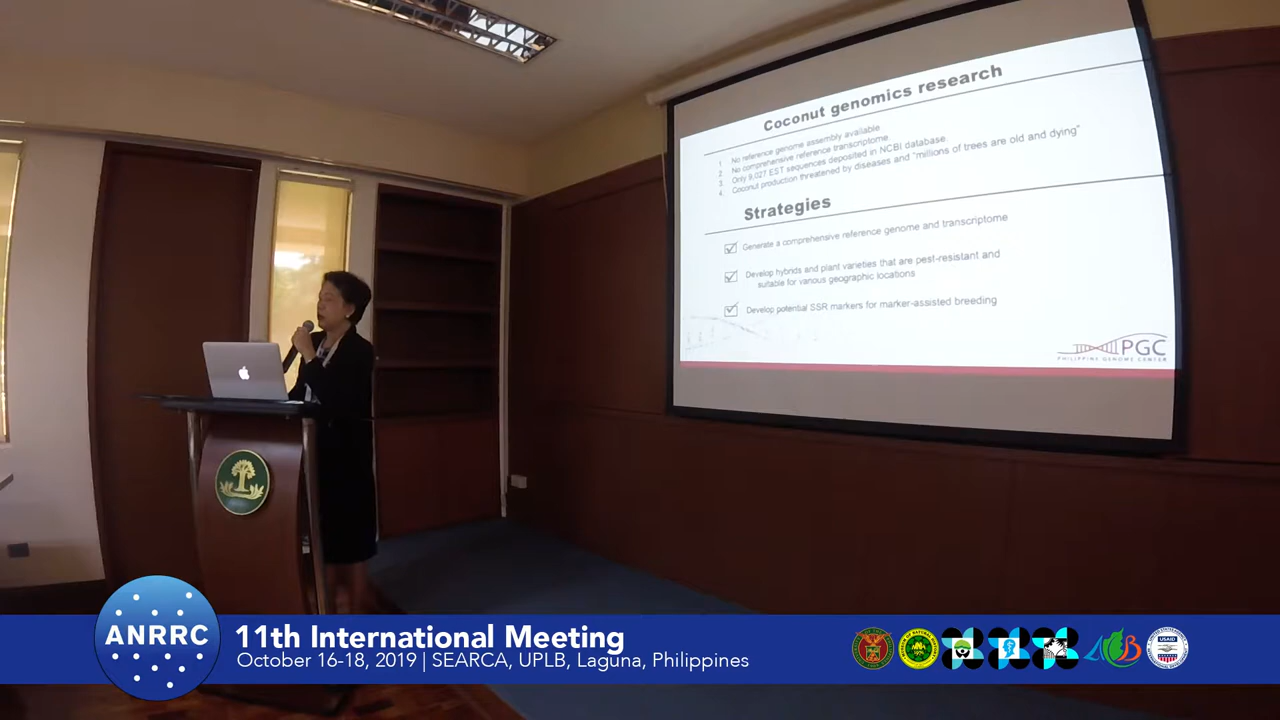 Coconut genomics research
1. No reference genome assembly available.
2. No comprehensive reference transcriptome
3. Only 9,027 EST sequences deposited in NCBI database.
4. Coconut production threatened by diseases and "millions of trees are old and dying"
Strategies
Generate a comprehensive reference genome and transcriptome
Develop hybrids and plant varieties that are pest-resistant and
suitable for various geographic locations
Develop potential SSR markers for marker-assisted breeding
PGC
PHILIPPINE GENOME CENTER
ANRRC
11th International Meeting
October 16-18, 2019 | SEARCA, UPLB, Laguna, Philippines
USAID